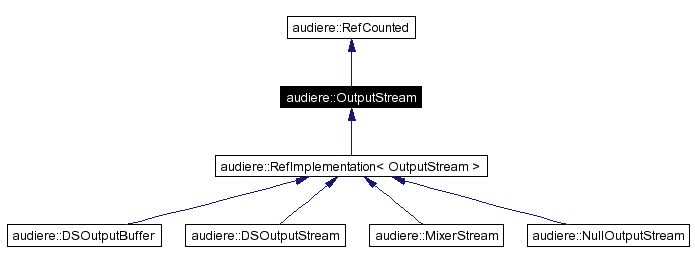 audiere::RefCounted
audiere::OutputStream
audiere::RefImplementation< OutputStream >
audiere::DSOutputBuffer
audiere::DSOutputStream
audiere::MixerStream
audiere::NullOutputStream